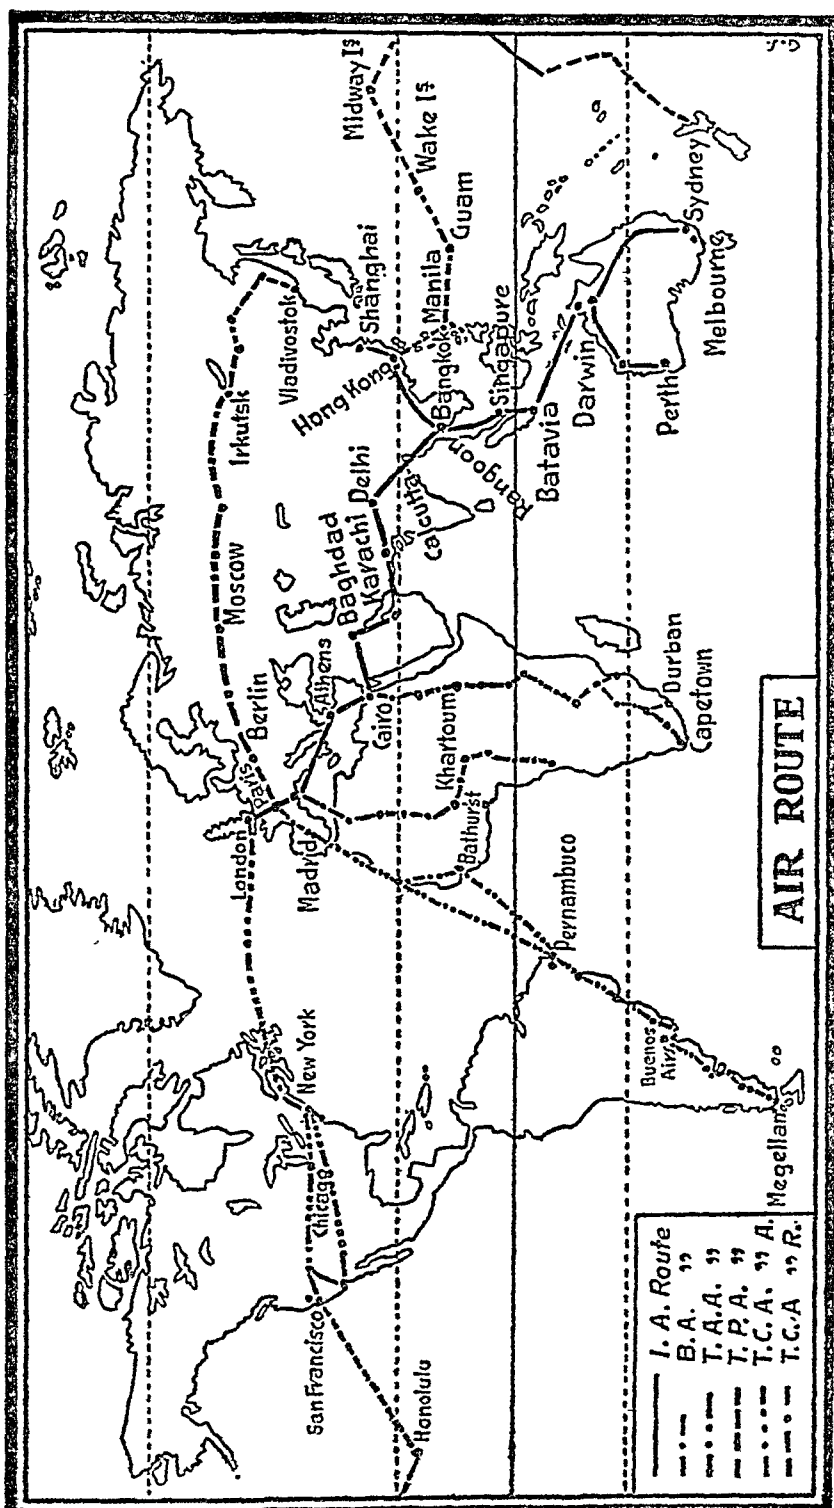 Midway Is
Wake Is
Guam
Sydney
Melbourne
Shanghai
Vladivostok
Manila
Hong Kong
Bangkok
Singapure
Darwin
Perth
Irkutsk
Batavia
Rangoon
Calcutta
Delhi
Karachi
Baghdad
Moscow
Athens
Berlin
Cairo
Khartoum
Durban
Capetown
Paris
London
Madrid
Bathurst
Pernambuco
New York
Chicago
Buenos
Aires
Megellan
San Francisco
Honolulu
AIR ROUTE
I. A. Route
B. A. ”
T. A. A. ”
T. P. A. ”
T. C. A. ” A.
T. C. A ” R.